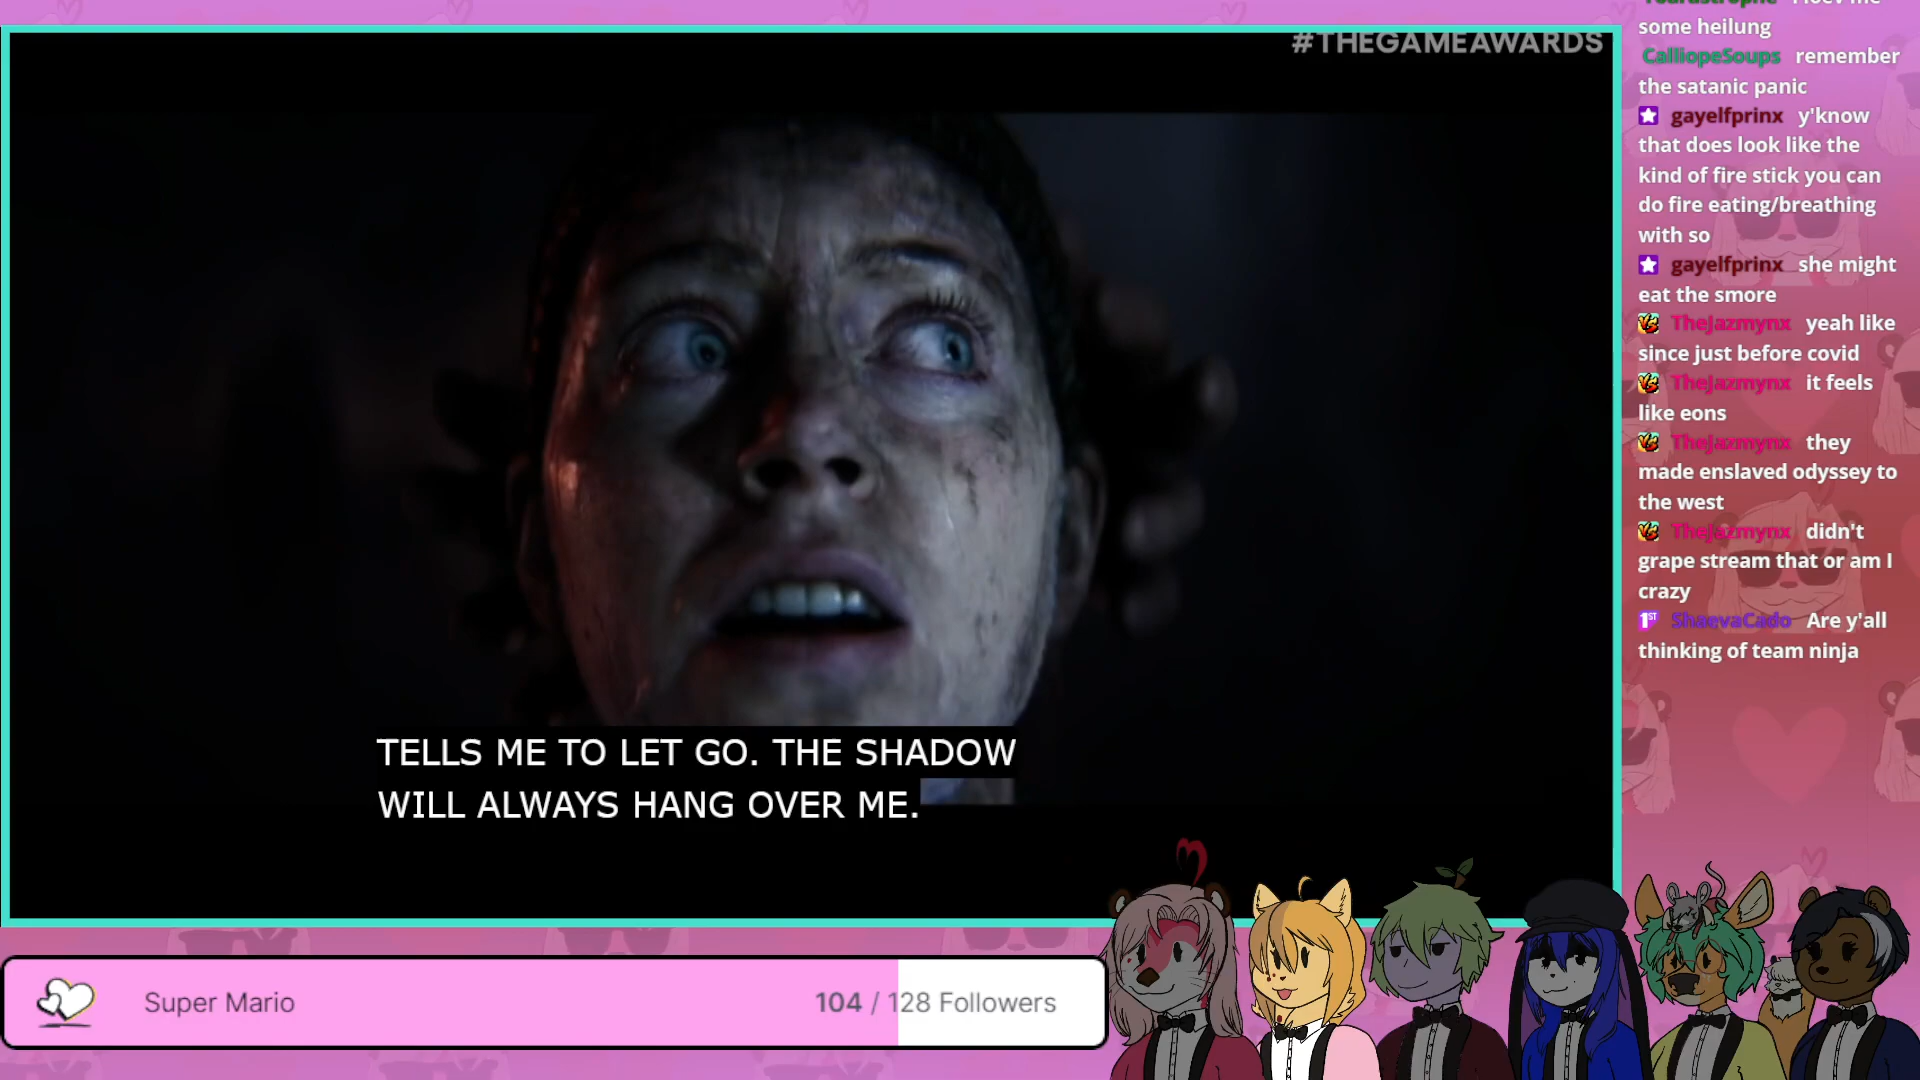 #THEGAMEAWARDS
TELLS ME TO LET GO. THE SHADOW
WILL ALWAYS HANG OVER ME.
some heilung
CalliopeSoups remember
the satanic panic
gayelfprinx y'know
that does look like the
kind of fire stick you can
do fire eating/breathing
with so
gayelfprinx she might
eat the smore
TheJazmynx yeah like
since just before covid
TheJazmynx it feels
like eons
TheJazmynx they
made enslaved odyssey to
the west
TheJazmynx didn't
grape stream that or am I
crazy
1ST ShaevaCado Are y'all
thinking of team ninja
Super Mario
104 / 128 Followers